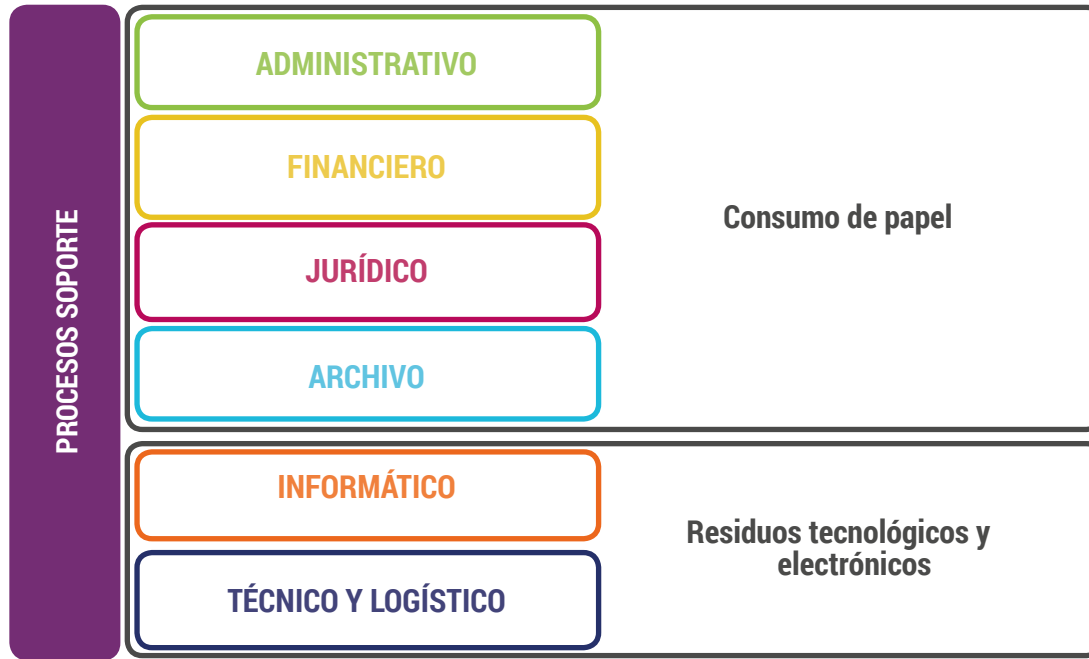 PROCESOS SOPORTE
ADMINISTRATIVO
FINANCIERO
JURÍDICO
ARCHIVO
Consumo de papel
INFORMÁTICO
TÉCNICO Y LOGÍSTICO
Residuos tecnológicos y
electrónicos